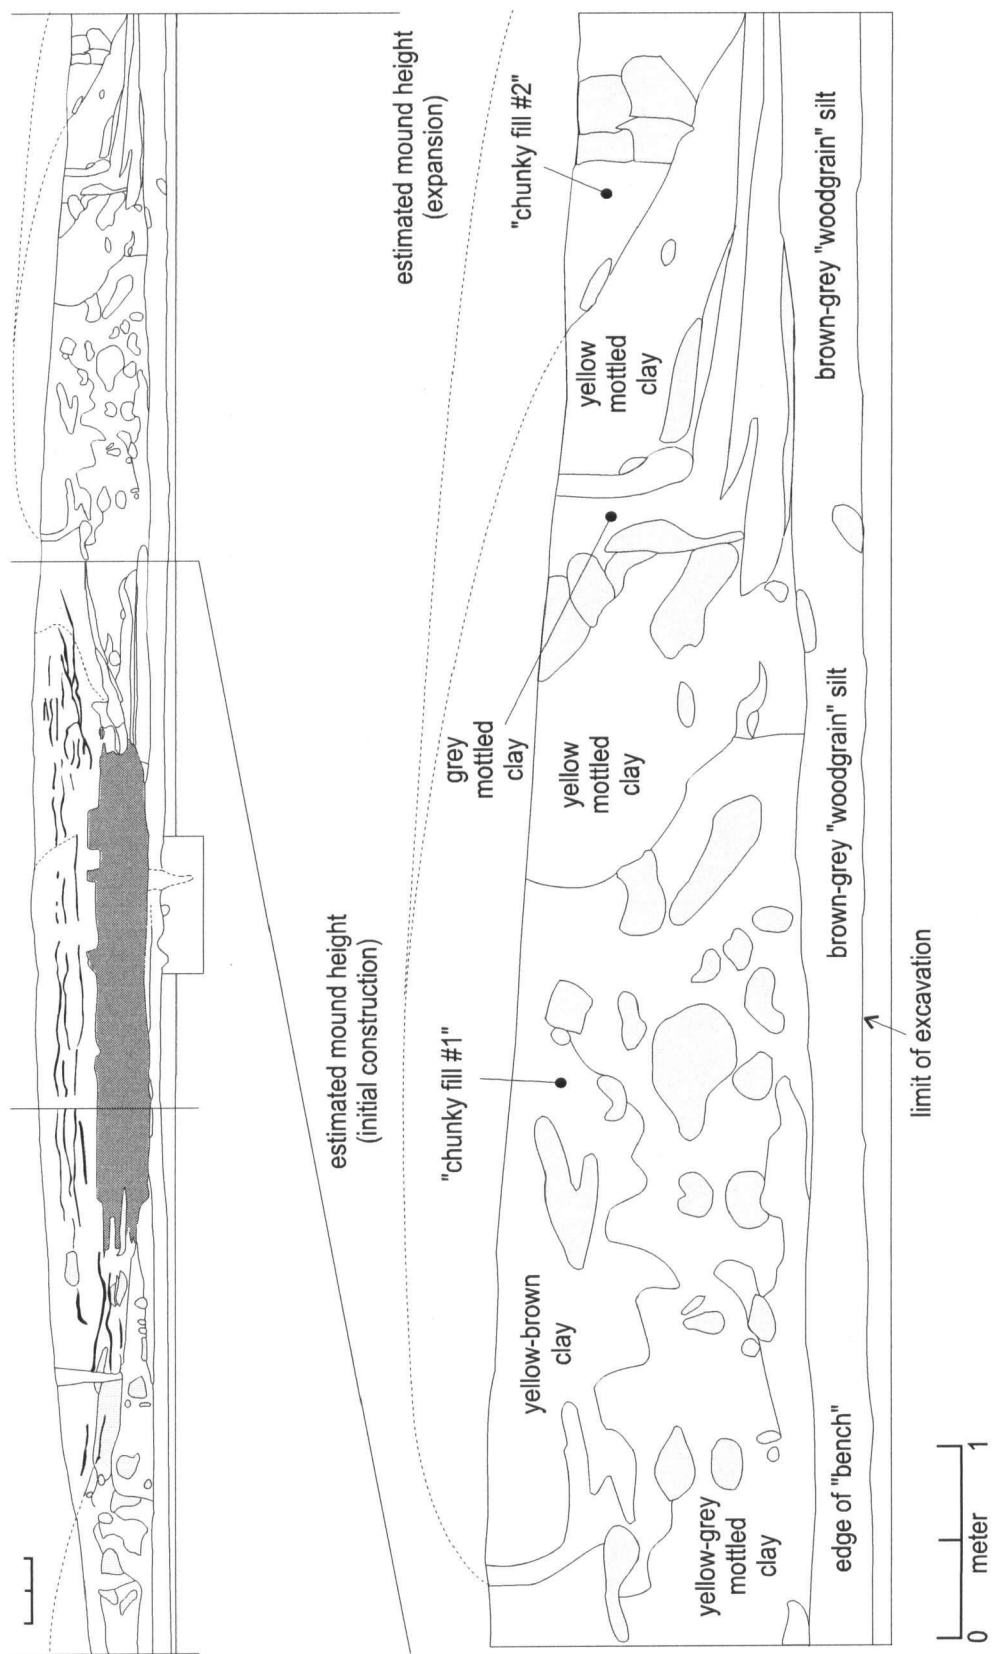 estimated mound height
(expansion)
"chunky fill #2"
yellow
mottled
clay
brown-grey "woodgrain" silt
grey
mottled
clay
yellow
mottled
clay
brown-grey "woodgrain" silt
estimated mound height
(initial construction)
"chunky fill #1"
limit of excavation
yellow-brown
clay
yellow-grey
mottled
clay
edge of "bench"
0
1
meter